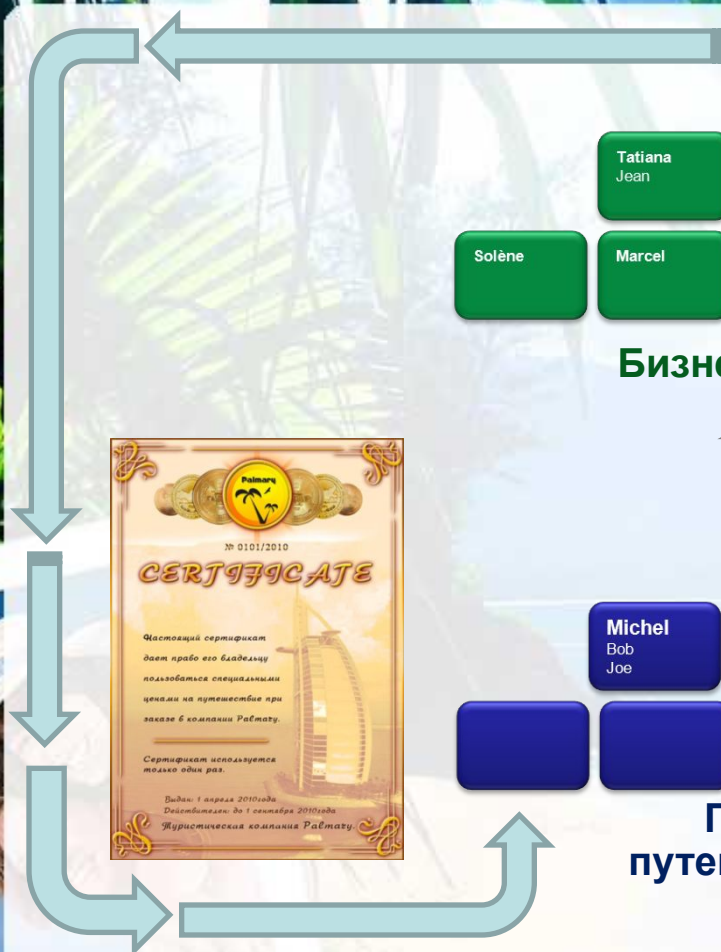 Tatiana
Jean
Solène
Marcel
Бизне
Palmary
№ 0101/2010
CERTIFICATE
Настоящий сертификат
дает право его владельцу
пользоваться специальными
ценами на путешествие при
заказе в компании Palmary.
Сертификат используется
только один раз.
Выдан: 1 апреля 2010года
Действителен: до 1 сентября 2010года
Туристическая компания Palmary.
Michel
Bob
Joe
П
путе